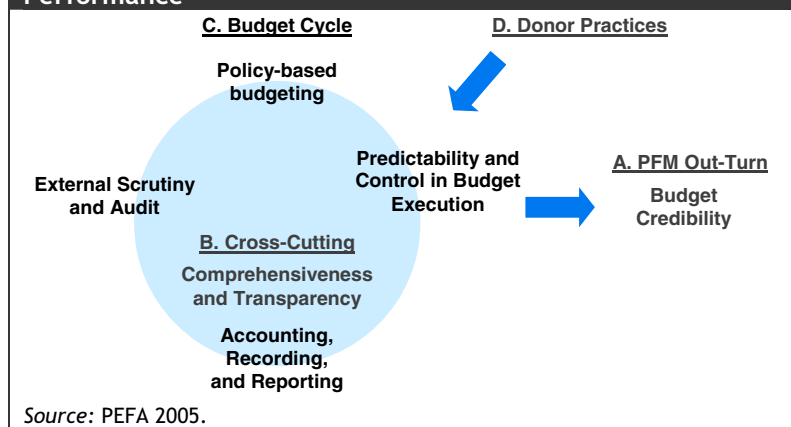 Performance
C. Budget Cycle
D. Donor Practices
Policy-based
budgeting
External Scrutiny
and Audit
Predictability and
Control in Budget
Execution
A. PFM Out-Turn
Budget
Credibility
B. Cross-Cutting
Comprehensiveness
and Transparency
Accounting,
Recording,
and Reporting
Source: PEFA 2005.